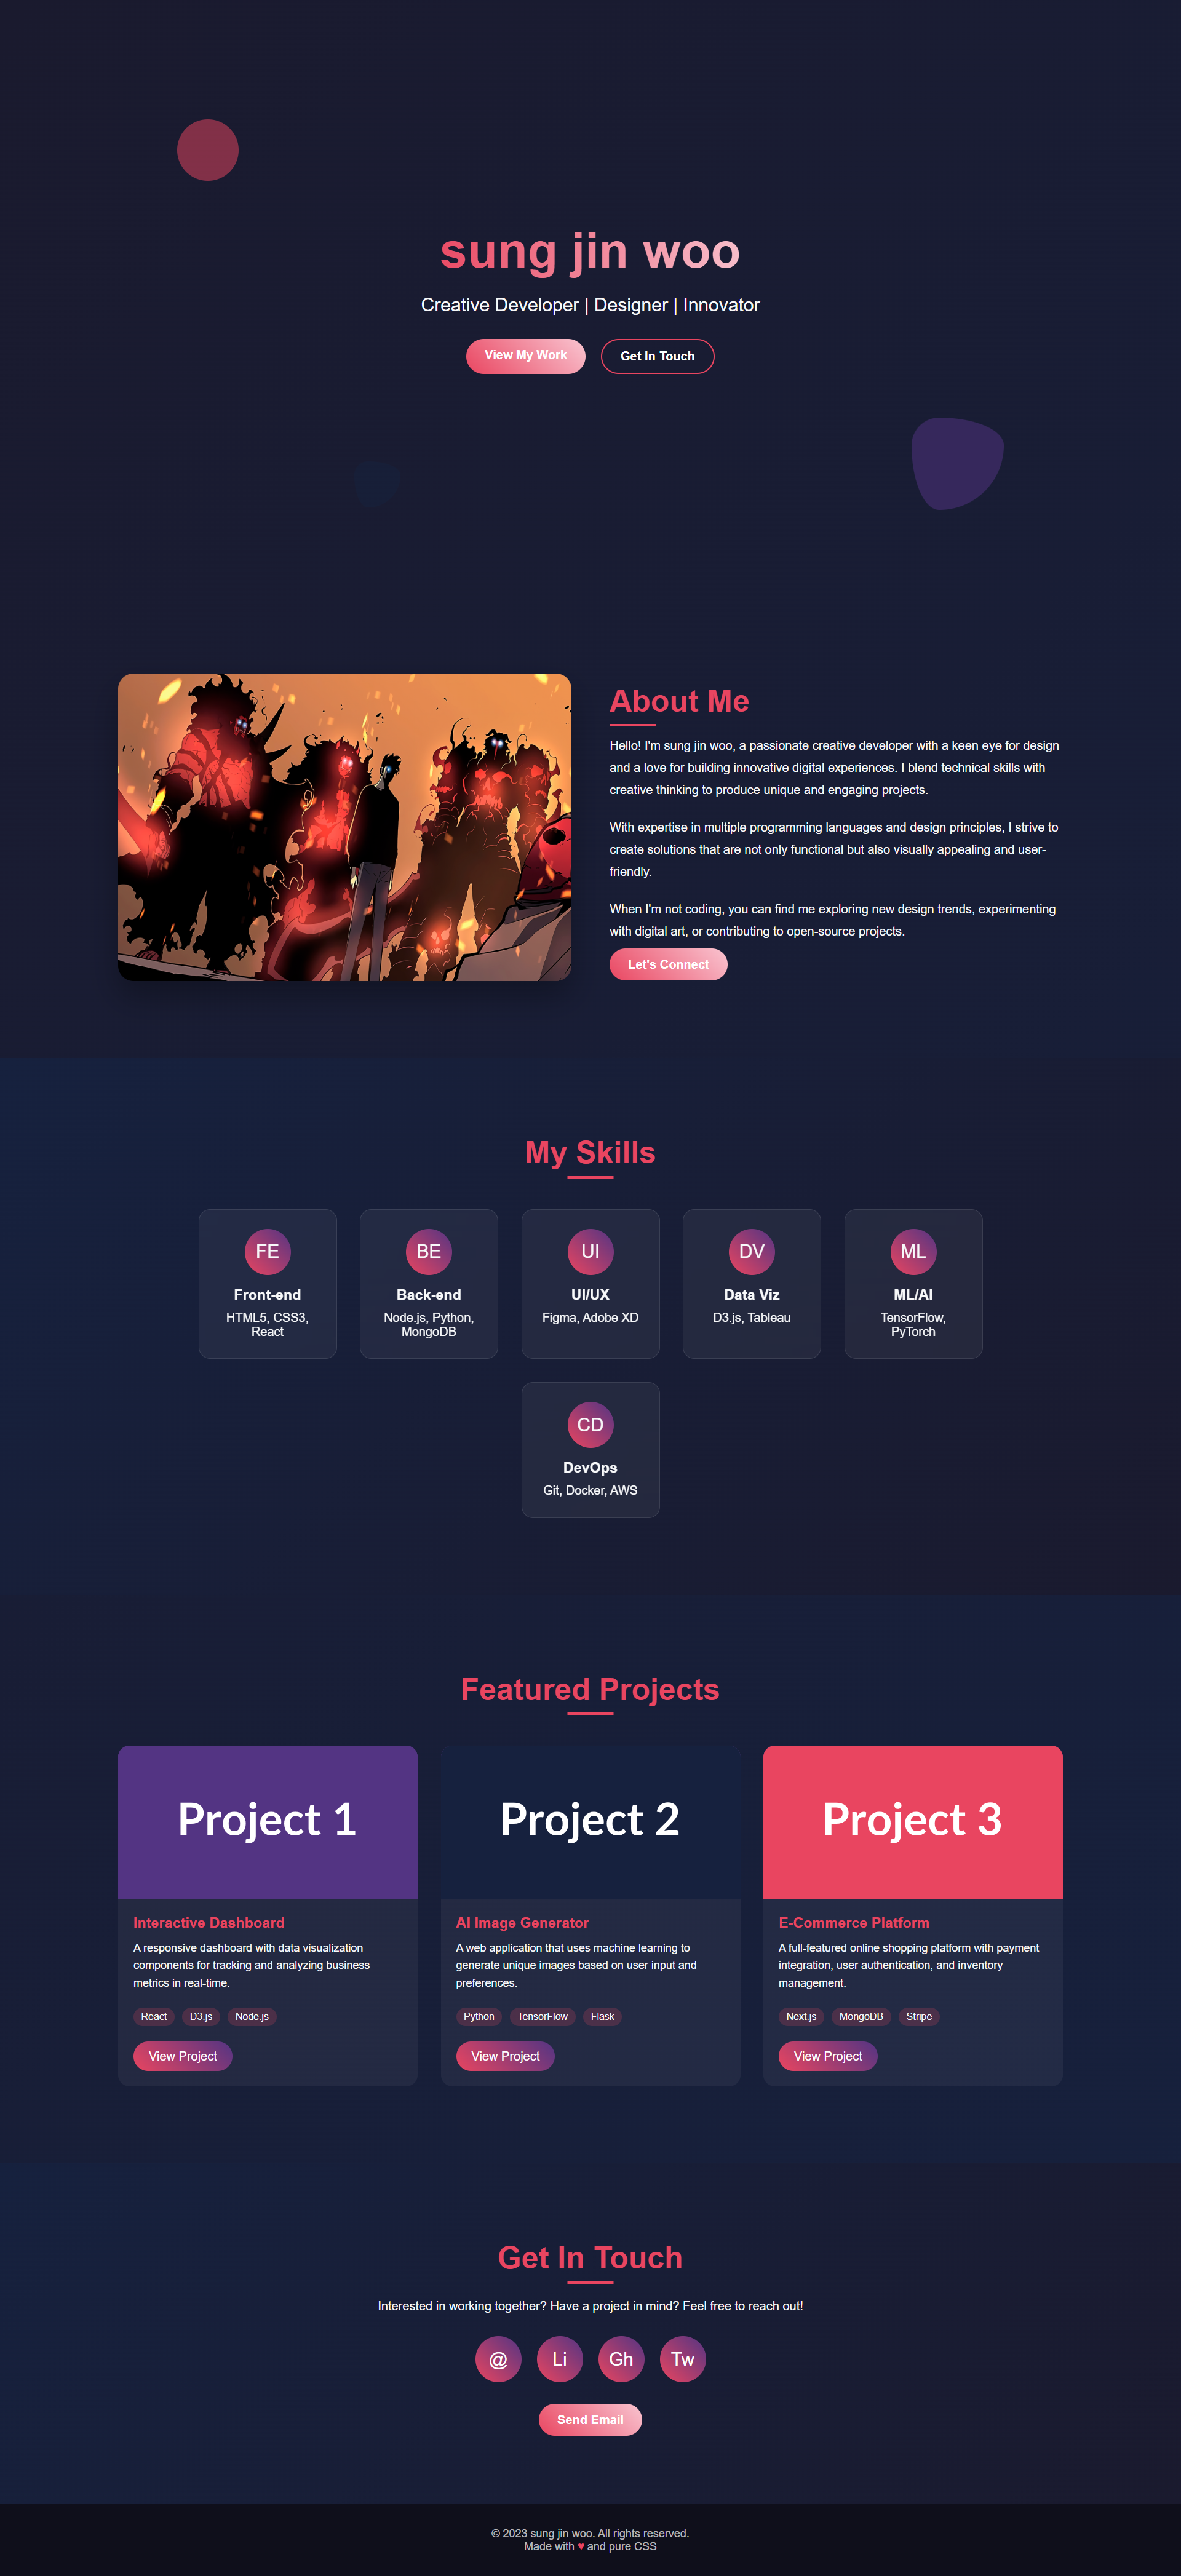 sung jin woo
Creative Developer | Designer | Innovator
View My Work
Get In Touch
About Me
Hello! I'm sung jin woo, a passionate creative developer with a keen eye for design
and a love for building innovative digital experiences. I blend technical skills with
creative thinking to produce unique and engaging projects.
With expertise in multiple programming languages and design principles, I strive to
create solutions that are not only functional but also visually appealing and user-
friendly.
When I'm not coding, you can find me exploring new design trends, experimenting
with digital art, or contributing to open-source projects.
Let's Connect
My Skills
FE
Front-end
HTML5, CSS3,
React
BE
Back-end
Node.js, Python,
MongoDB
UI
UI/UX
Figma, Adobe XD
DV
Data Viz
D3.js, Tableau
ML
ML/AI
TensorFlow,
PyTorch
CD
DevOps
Git, Docker, AWS
Featured Projects
Project 1
Interactive Dashboard
A responsive dashboard with data visualization
components for tracking and analyzing business
metrics in real-time.
React D3.js Node.js
View Project
Project 2
AI Image Generator
A web application that uses machine learning to
generate unique images based on user input and
preferences.
Python TensorFlow Flask
View Project
Project 3
E-Commerce Platform
A full-featured online shopping platform with payment
integration, user authentication, and inventory
management.
Next.js MongoDB Stripe
View Project
Get In Touch
Interested in working together? Have a project in mind? Feel free to reach out!
@ Li Gh Tw
Send Email
© 2023 sung jin woo. All rights reserved.
Made with ♥ and pure CSS